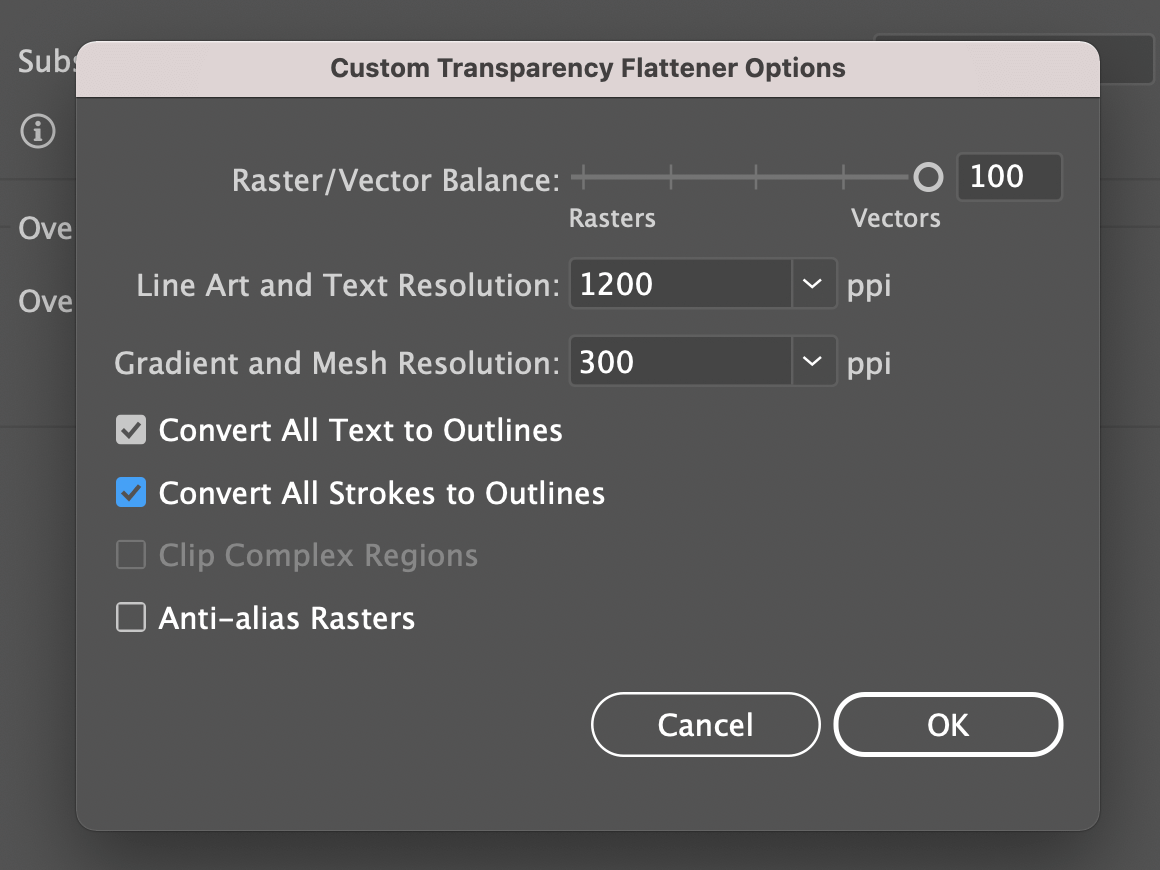 Custom Transparency Flattener Options
Raster/Vector Balance: 100
Rasters Vectors
Line Art and Text Resolution: 1200 ppi
Gradient and Mesh Resolution: 300 ppi
Convert All Text to Outlines
Convert All Strokes to Outlines
Clip Complex Regions
Anti-alias Rasters
Cancel OK
Subs
Ove
Ove